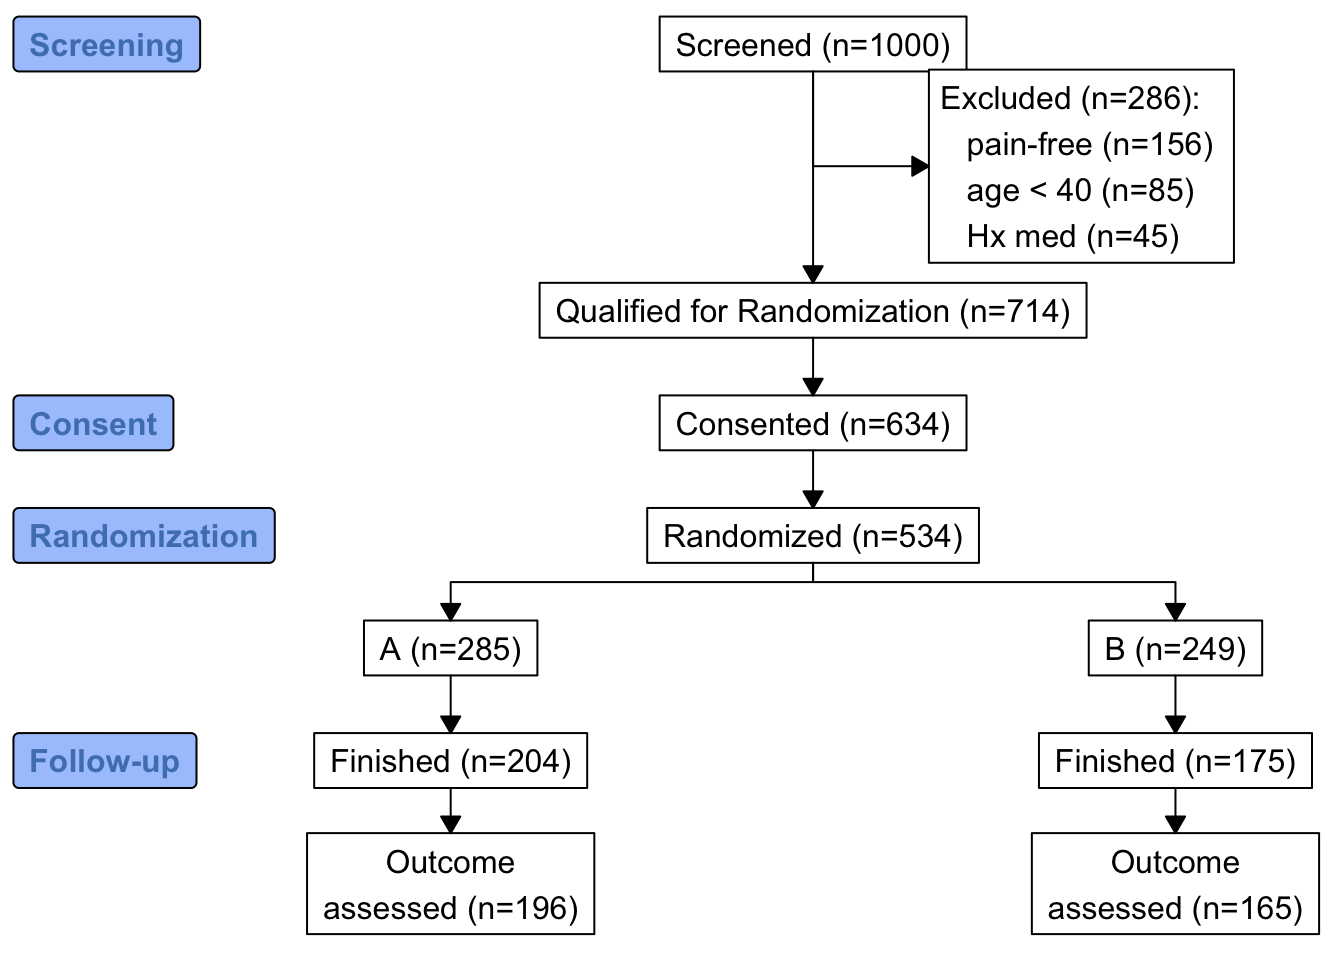 Screening
Screened (n=1000)
Excluded (n=286):
pain-free (n=156)
age < 40 (n=85)
Hx med (n=45)
Qualified for Randomization (n=714)
Consent
Consented (n=634)
Randomization
Randomized (n=534)
A (n=285)
B (n=249)
Follow-up
Finished (n=204)
Finished (n=175)
Outcome
assessed (n=196)
Outcome
assessed (n=165)